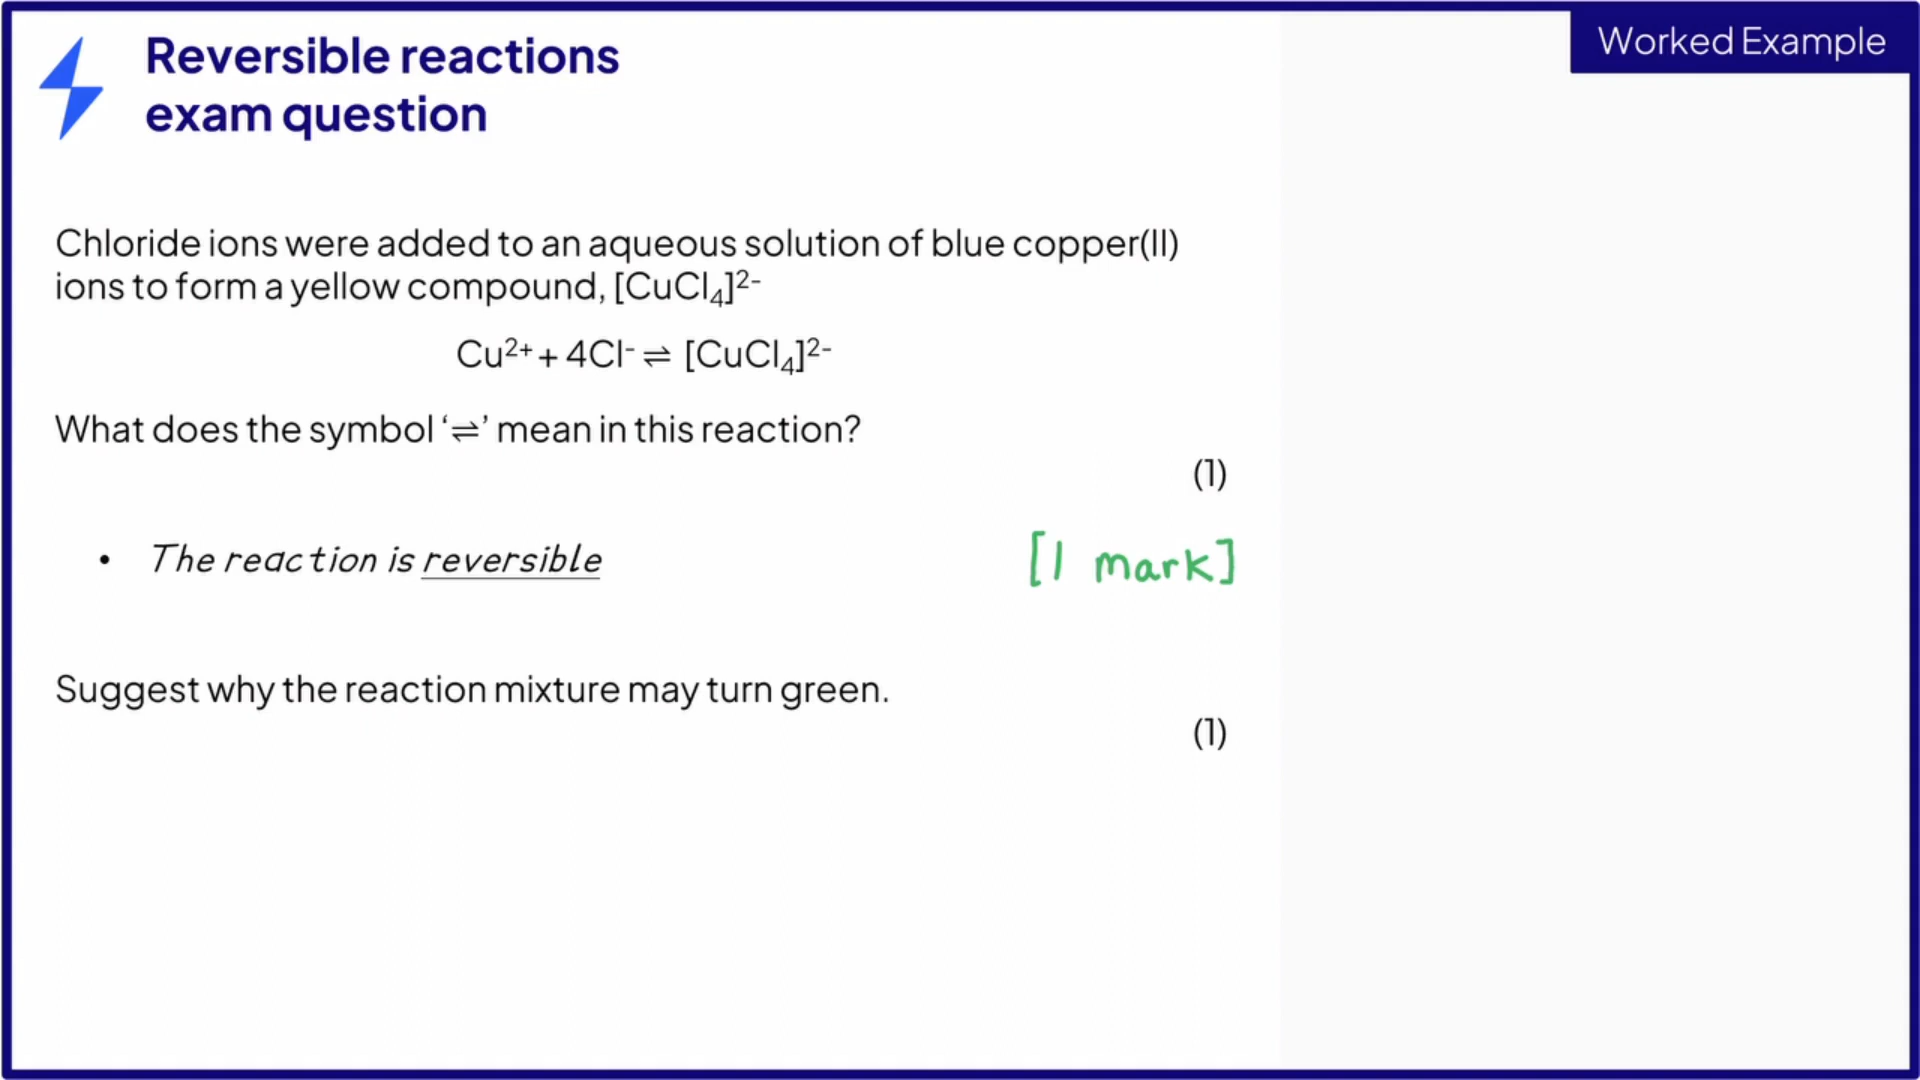 Worked Example
Reversible reactions
exam question
Chloride ions were added to an aqueous solution of blue copper(II)
ions to form a yellow compound, [CuCl₄]²⁻
Cu²⁺ + 4Cl⁻ ⇌ [CuCl₄]²⁻
What does the symbol ‘⇌’ mean in this reaction?
(1)
• The reaction is reversible
[1 mark]
Suggest why the reaction mixture may turn green.
(1)